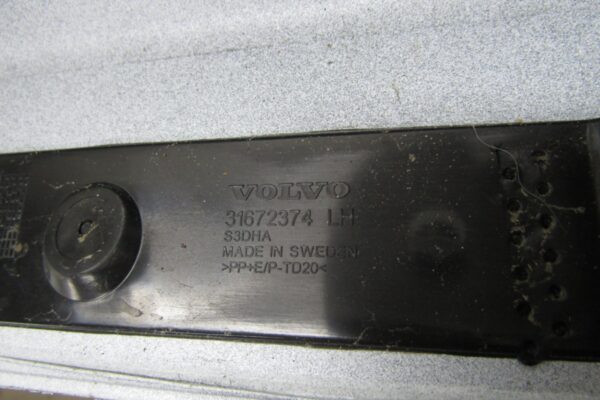 VOLVO
31672374 LH
S3DHA
MADE IN SWEDEN
>PP+E/P-TD20<